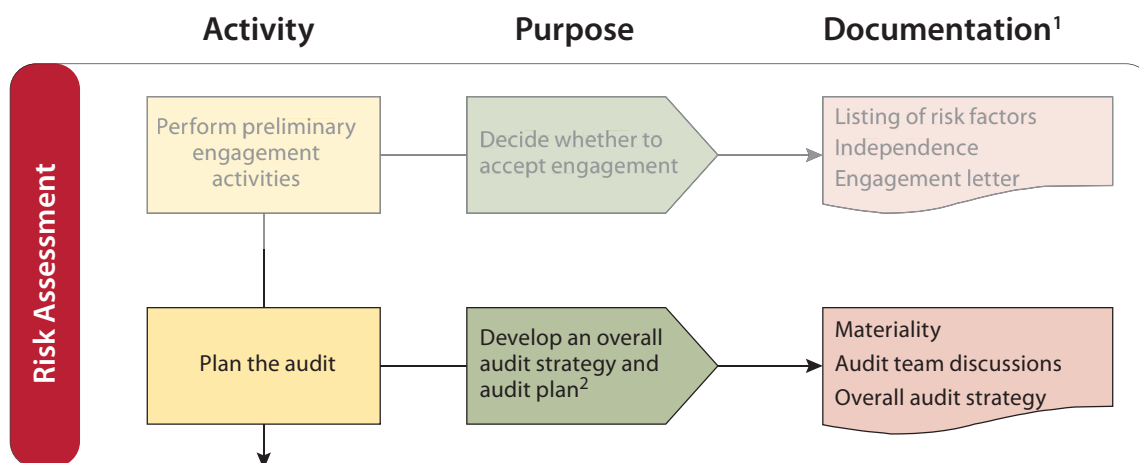 Activity
Purpose
Documentation¹
Risk Assessment
Perform preliminary
engagement
activities
Decide whether to
accept engagement
Listing of risk factors
Independence
Engagement letter
Plan the audit
Develop an overall
audit strategy and
audit plan²
Materiality
Audit team discussions
Overall audit strategy